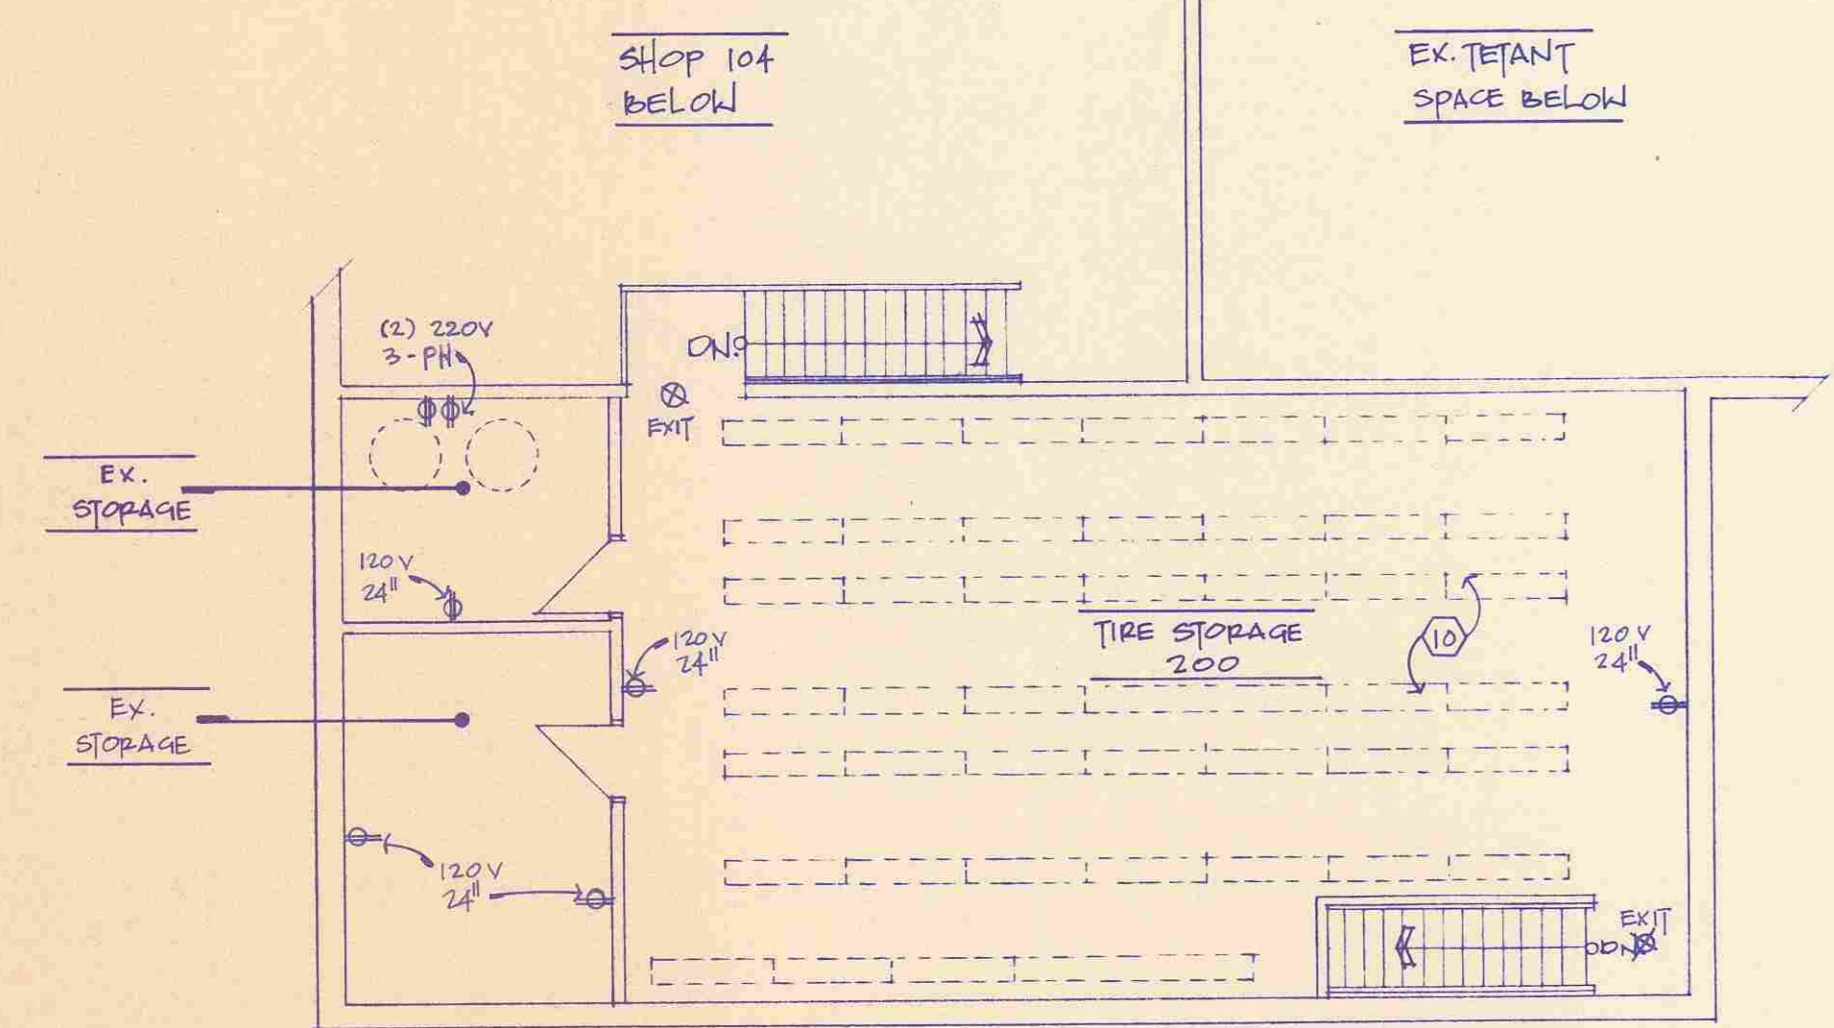 SHOP 104
BELOW
EX. TETANT
SPACE BELOW
(2) 220V
3-PH
DN.
EXIT
EX.
STORAGE
120V
24"
TIRE STORAGE
200
10
120V
24"
120V
24"
EX.
STORAGE
120V
24"
EXIT
DN